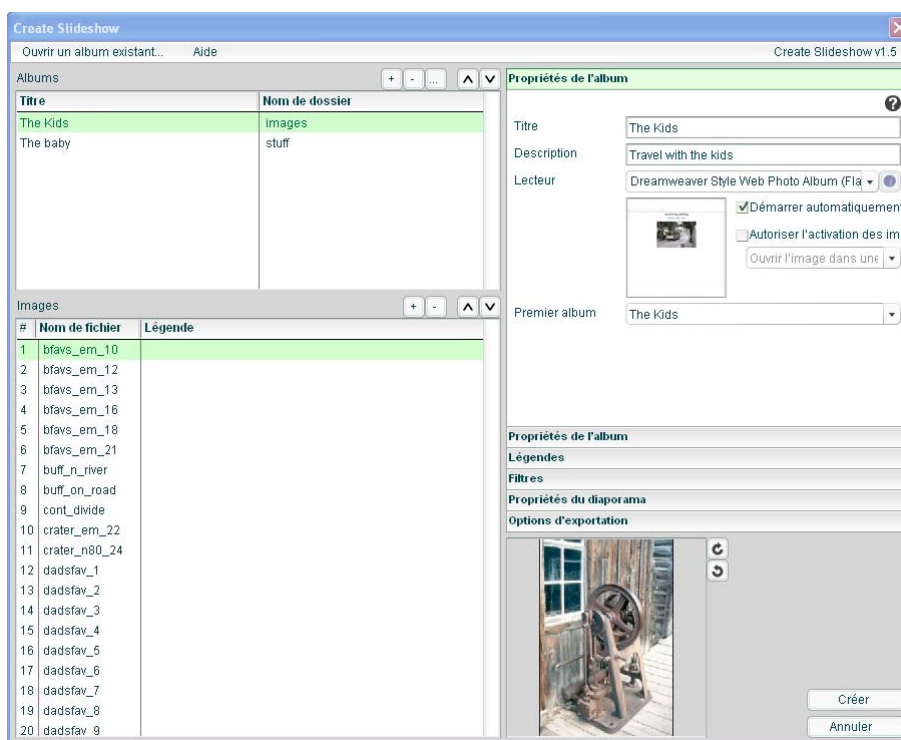 Create Slideshow
Ouvrir un album existant... Aide Create Slideshow v1.5
Albums + - ...
Titre Nom de dossier
The Kids images
The baby stuff
Images + -
# Nom de fichier Légende
1 bfavs_em_10
2 bfavs_em_12
3 bfavs_em_13
4 bfavs_em_16
5 bfavs_em_18
6 bfavs_em_21
7 buff_n_river
8 buff_on_road
9 cont_divide
10 crater_em_22
11 crater_n80_24
12 dadsfav_1
13 dadsfav_2
14 dadsfav_3
15 dadsfav_4
16 dadsfav_5
17 dadsfav_6
18 dadsfav_7
19 dadsfav_8
20 dadsfav_9
Propriétés de l'album
?
Titre The Kids
Description Travel with the kids
Lecteur Dreamweaver Style Web Photo Album (Fla
Démarrer automatiquemen
Autoriser l'activation des im
Ouvrir l'image dans une
Premier album The Kids
Propriétés de l'album
Légendes
Filtres
Propriétés du diaporama
Options d'exportation
Créer
Annuler